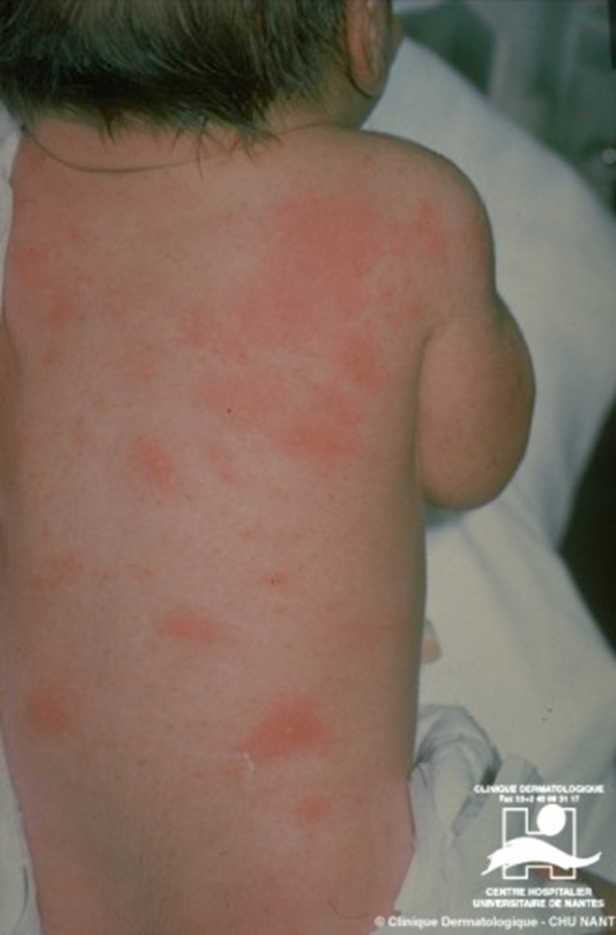 CLINIQUE DERMATOLOGIQUE
CENTRE HOSPITALIER
UNIVERSITAIRE DE NANTES
© Clinique Dermatologique - CHU NANT